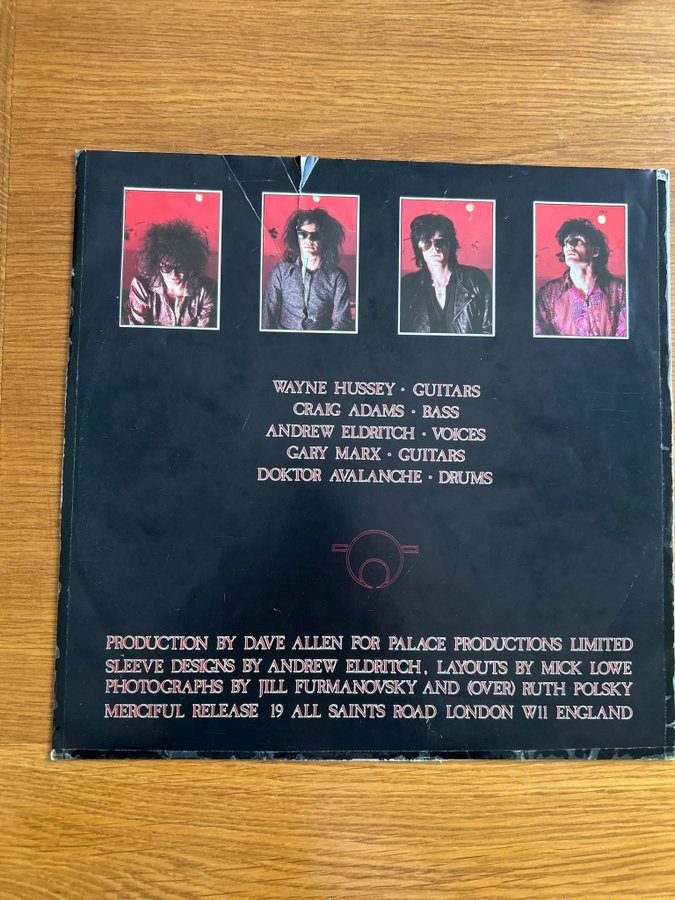 WAYNE HUSSEY · GUITARS
CRAIG ADAMS · BASS
ANDREW ELDRITCH · VOICES
GARY MARX · GUITARS
DOKTOR AVALANCHE · DRUMS
PRODUCTION BY DAVE ALLEN FOR PALACE PRODUCTIONS LIMITED
SLEEVE DESIGNS BY ANDREW ELDRITCH, LAYOUTS BY MICK LOWE
PHOTOGRAPHS BY JILL FURMANOVSKY AND (OVER) RUTH POLSKY
MERCIFUL RELEASE 19 ALL SAINTS ROAD LONDON W11 ENGLAND